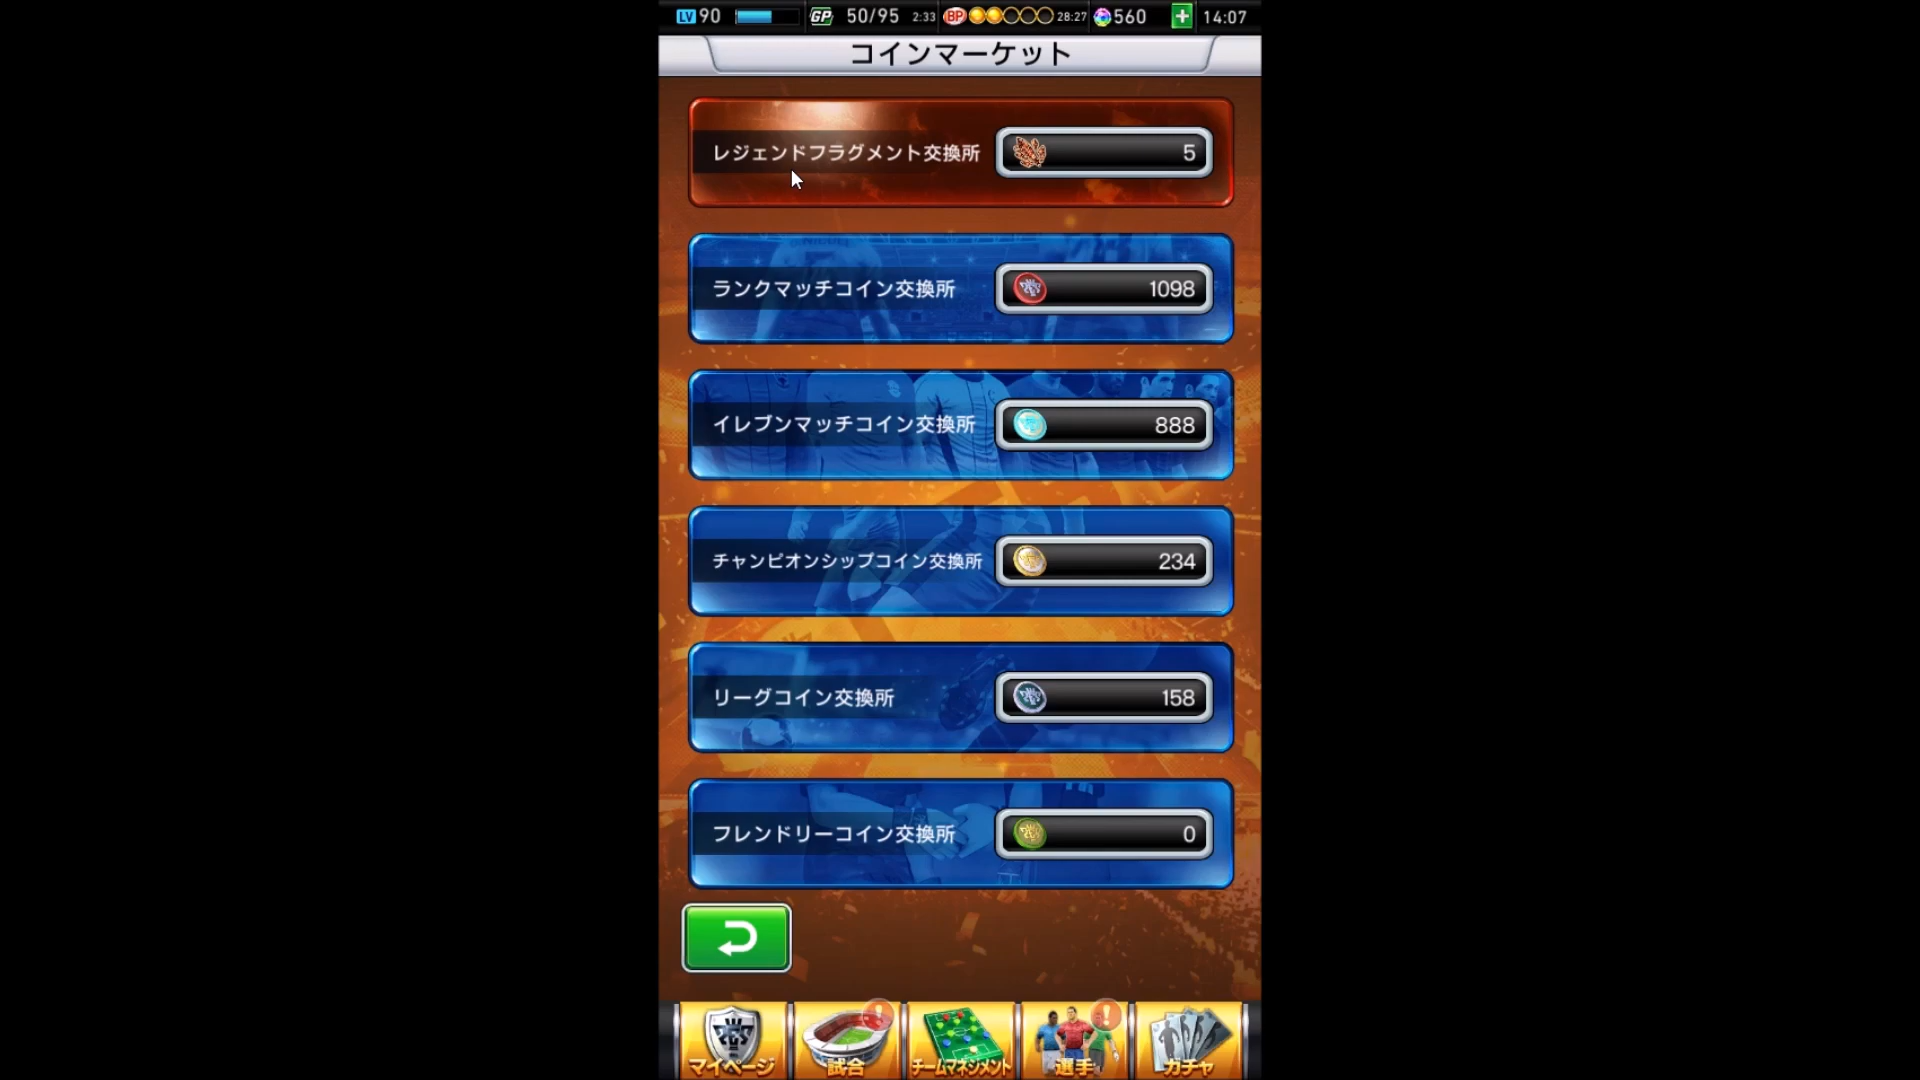 LV 90 GP 50/95 2:33 BP 28:27 560 14:07
コインマーケット
レジェンドフラグメント交換所 5
ランクマッチコイン交換所 1098
イレブンマッチコイン交換所 888
チャンピオンシップコイン交換所 234
リーグコイン交換所 158
フレンドリーコイン交換所 0
マイページ 試合 チームマネジメント 選手 ガチャ